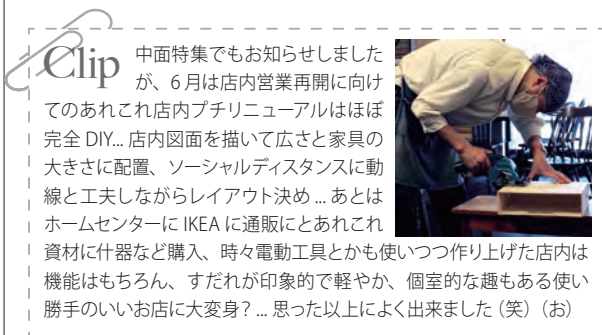 Clip
中面特集でもお知らせしました
が、6月は店内営業再開に向け
てのあれこれ店内プチリニューアルはほぼ
完全 DIY... 店内図面を描いて広さと家具の
大きさに配置、ソーシャルディスタンスに動
線と工夫しながらレイアウト決め ... あとは
ホームセンターに IKEA に通販にとあれこれ
資材に什器など購入、時々電動工具とかも使いつつ作り上げた店内は
機能はもちろん、すだれが印象的で軽やか、個室的な趣もある使い
勝手のいいお店に大変身? ... 思った以上によく出来ました (笑) (お)